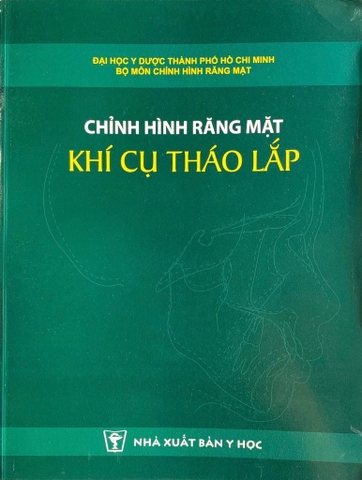 ĐẠI HỌC Y DƯỢC THÀNH PHỐ HỒ CHÍ MINH
BỘ MÔN CHỈNH HÌNH RĂNG MẶT
CHỈNH HÌNH RĂNG MẶT
KHÍ CỤ THÁO LẮP
NHÀ XUẤT BẢN Y HỌC